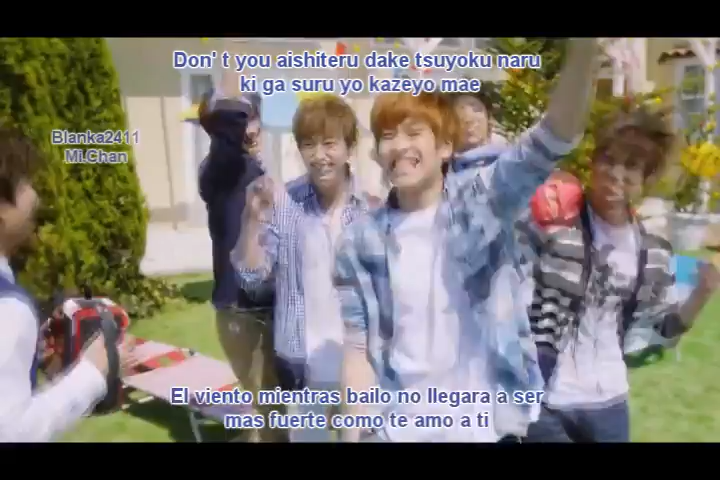 Don' t you aishiteru dake tsuyoku naru
ki ga suru yo kazeyo mae
Blanka2411
Mi.Chan
El viento mientras bailo no llegara a ser
mas fuerte como te amo a ti